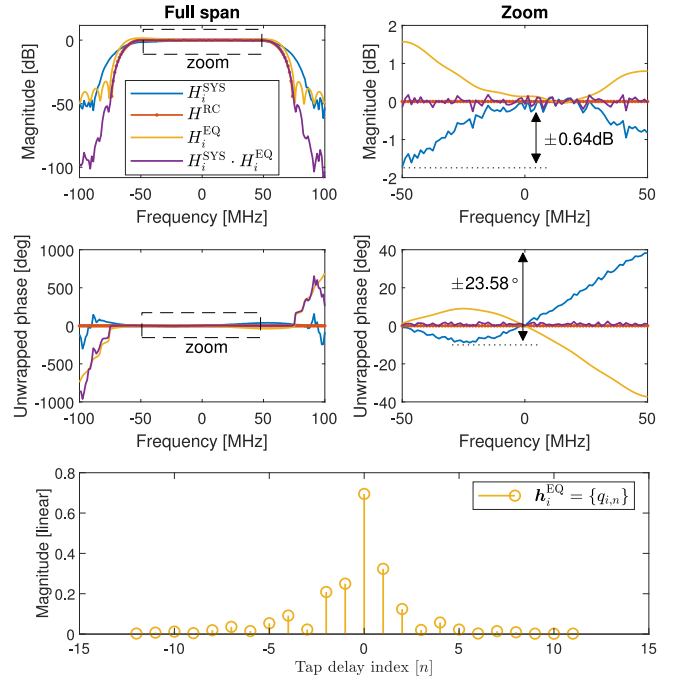 Full span
Zoom
Magnitude [dB]
0
-50
-100
zoom
H_i^SYS
H^RC
H_i^EQ
H_i^SYS · H_i^EQ
-100 -50 0 50 100
Frequency [MHz]
Magnitude [dB]
2
1
0
-1
-2
±0.64dB
-50 0 50
Frequency [MHz]
Unwrapped phase [deg]
1000
500
0
-500
-1000
zoom
-100 -50 0 50 100
Frequency [MHz]
Unwrapped phase [deg]
40
20
0
-20
-40
±23.58°
-50 0 50
Frequency [MHz]
Magnitude [linear]
0.8
0.6
0.4
0.2
0
h_i^EQ = {q_i,n}
-15 -10 -5 0 5 10 15
Tap delay index [n]